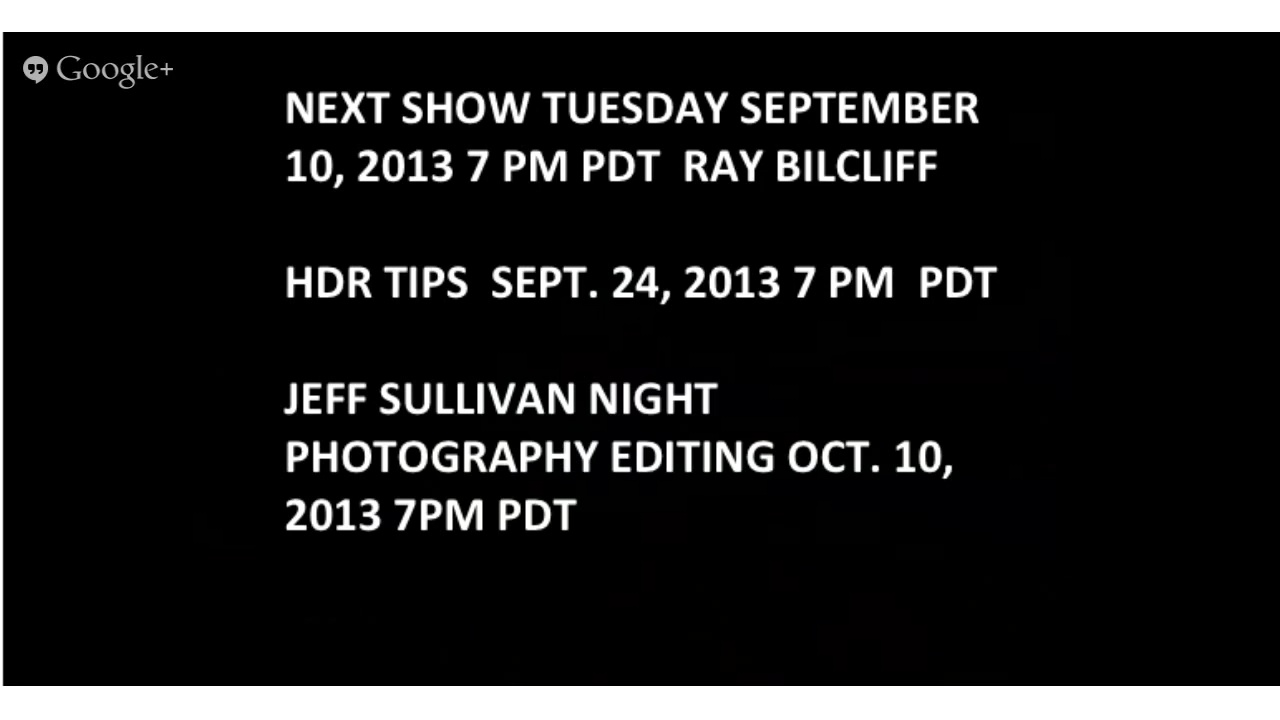 Google+
NEXT SHOW TUESDAY SEPTEMBER
10, 2013 7 PM PDT  RAY BILCLIFF
HDR TIPS  SEPT. 24, 2013 7 PM  PDT
JEFF SULLIVAN NIGHT
PHOTOGRAPHY EDITING OCT. 10,
2013 7PM PDT